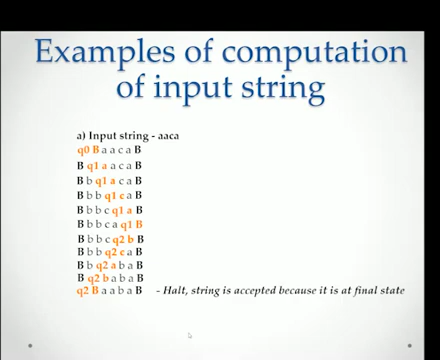 Examples of computation
of input string
a) Input string - aaca
q0 B a a c a B
B q1 a a c a B
B b q1 a c a B
B b b q1 c a B
B b b c q1 a B
B b b c a q1 B
B b b c q2 b B
B b b q2 c a B
B b q2 a b a B
B q2 b a b a B
q2 B a a b a B - Halt, string is accepted because it is at final state